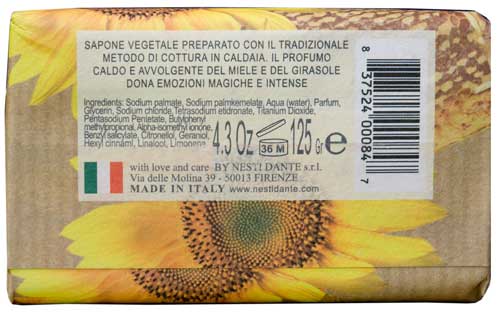 SAPONE VEGETALE PREPARATO CON IL TRADIZIONALE
METODO DI COTTURA IN CALDAIA. IL PROFUMO
CALDO E AVVOLGENTE DEL MIELE E DEL GIRASOLE
DONA EMOZIONI MAGICHE E INTENSE
Ingredients: Sodium palmate, Sodium palmkernelate, Aqua (water), Parfum,
Glycerin, Sodium chloride, Tetrasodium etidronate, Titanium Dioxide,
Pentasodium Pentetate, Butylphenyl
methylpropional, Alpha-isomethyl ionone,
Benzyl salicylate, Citronellol, Geraniol,
Hexyl cinnaml, Linalool, Limonene
4.3 Oz 36 M 125 Gr e
with love and care BY NESTI DANTE s.r.l.
Via delle Molina 39 - 50013 FIRENZE
MADE IN ITALY www.nestidante.com
8 37524 00084 7